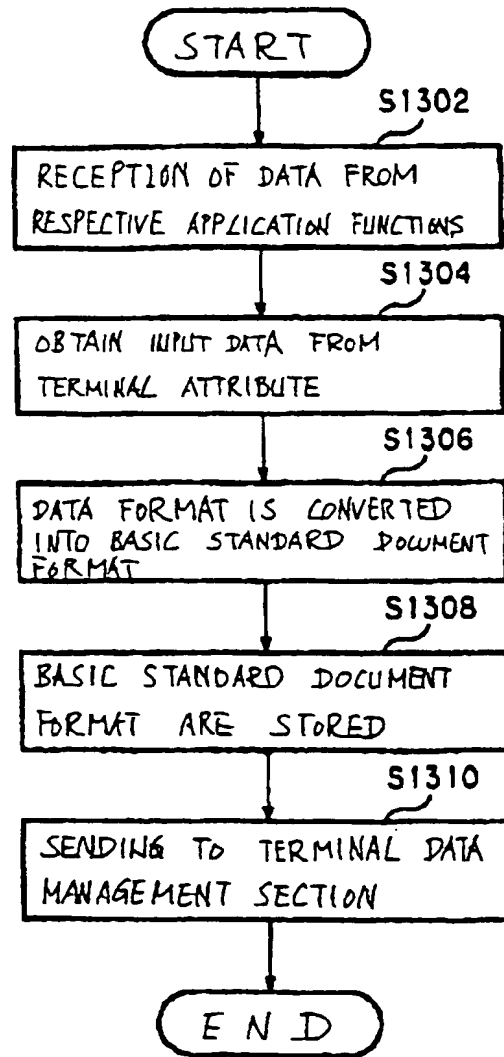 START
S1302
RECEPTION OF DATA FROM
RESPECTIVE APPLICATION FUNCTIONS
S1304
OBTAIN INPUT DATA FROM
TERMINAL ATTRIBUTE
S1306
DATA FORMAT IS CONVERTED
INTO BASIC STANDARD DOCUMENT
FORMAT
S1308
BASIC STANDARD DOCUMENT
FORMAT ARE STORED
S1310
SENDING TO TERMINAL DATA
MANAGEMENT SECTION
END